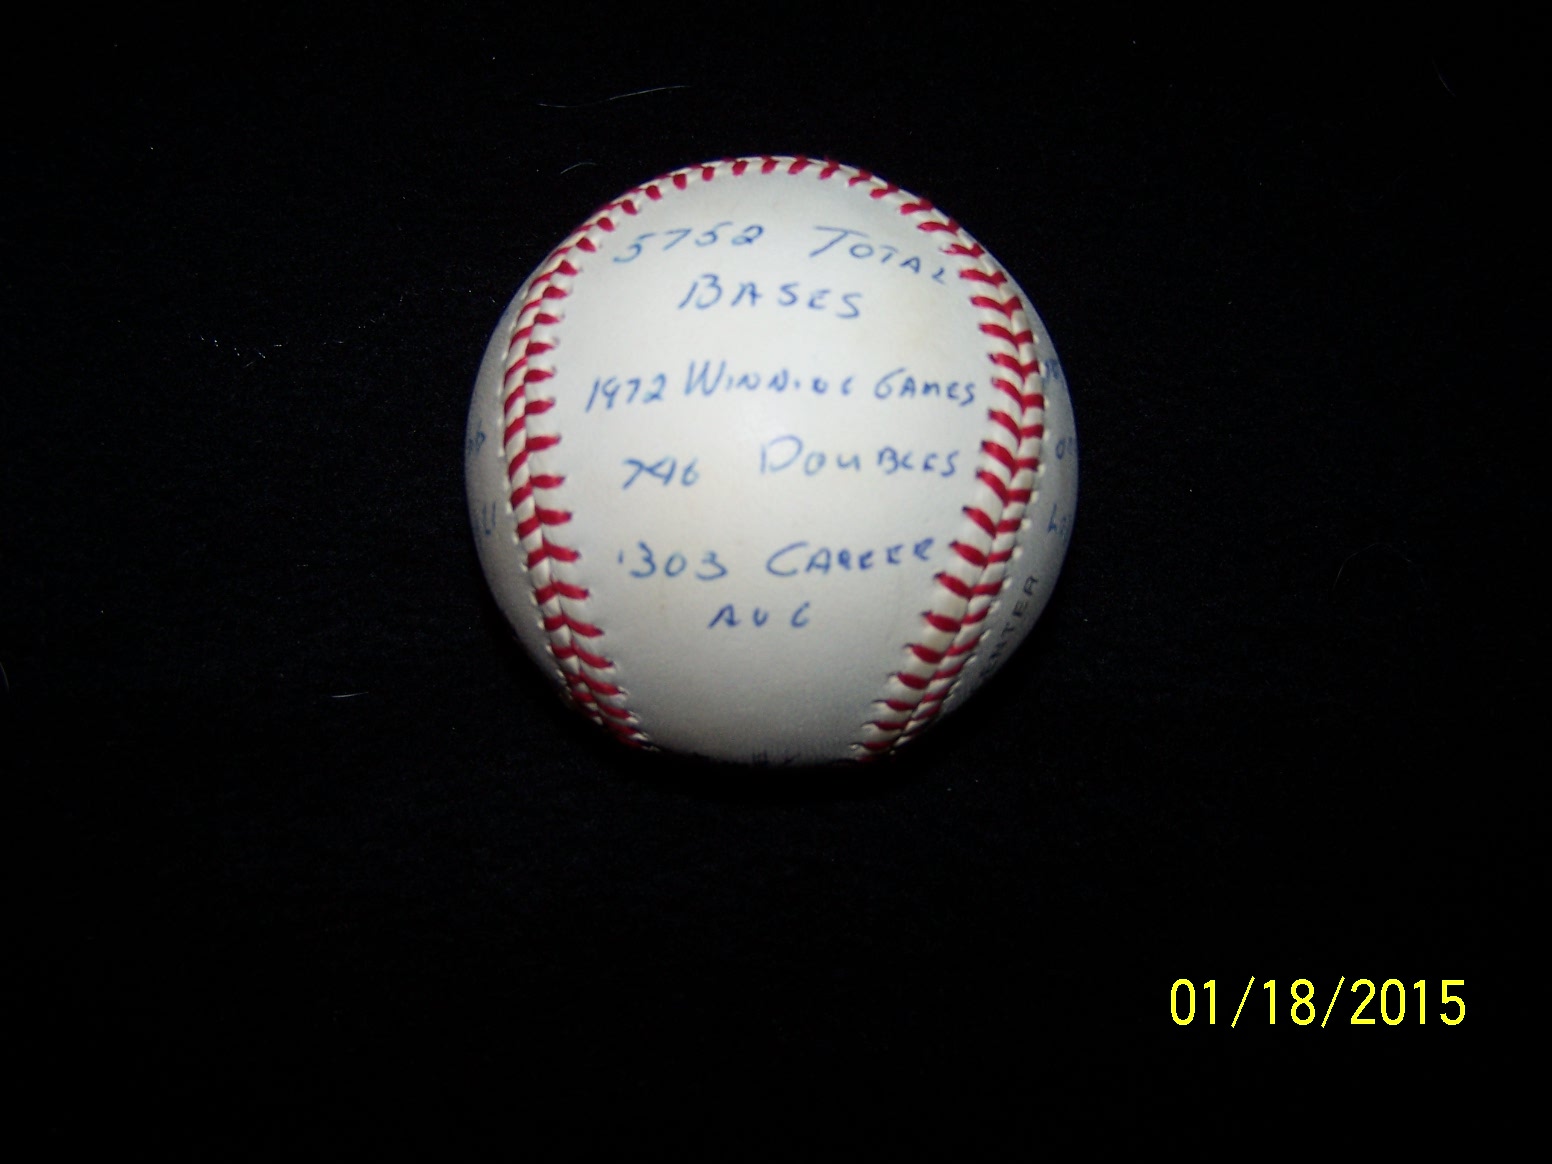 5752 TOTAL
BASES
1972 WINNING GAMES
746 DOUBLES
.303 CAREER
AVG
01/18/2015